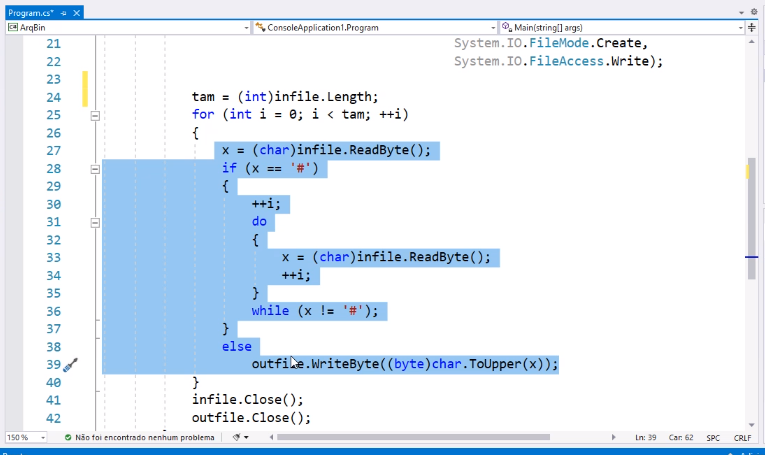 Program.cs*
ArqBin ConsoleApplication1.Program Main(string[] args)
21 System.IO.FileMode.Create,
22 System.IO.FileAccess.Write);
23
24 tam = (int)infile.Length;
25 for (int i = 0; i < tam; ++i)
26 {
27 x = (char)infile.ReadByte();
28 if (x == '#')
29 {
30 ++i;
31 do
32 {
33 x = (char)infile.ReadByte();
34 ++i;
35 }
36 while (x != '#');
37 }
38 else
39 outfile.WriteByte((byte)char.ToUpper(x));
40 }
41 infile.Close();
42 outfile.Close();
150 % Não foi encontrado nenhum problema Ln: 39 Car: 62 SPC CRLF